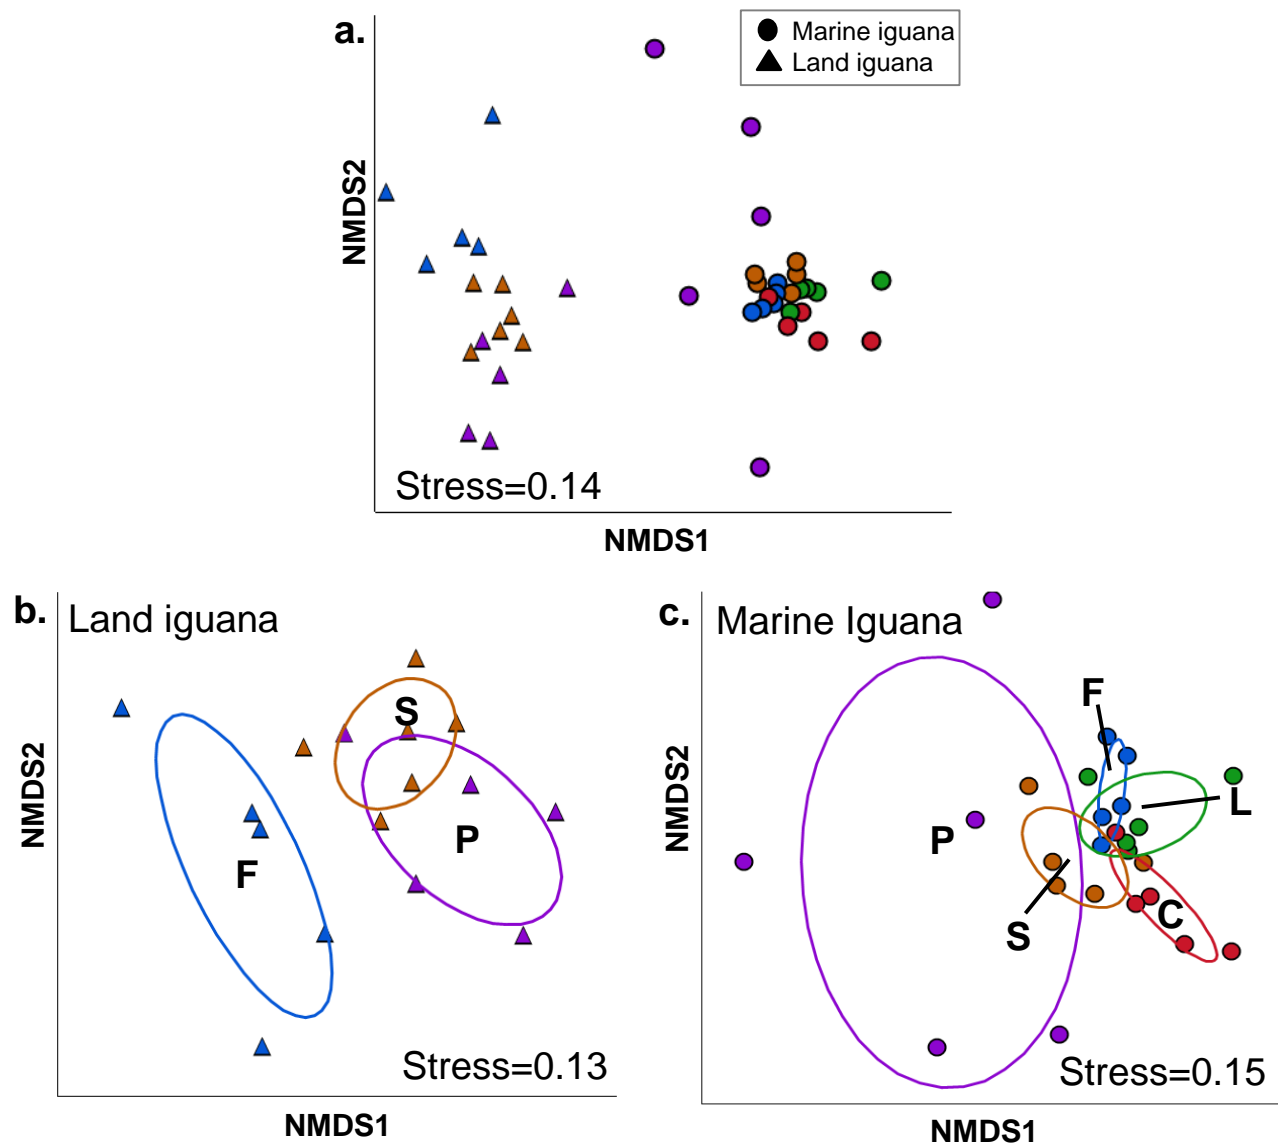 a.
Marine iguana
Land iguana
NMDS2
Stress=0.14
NMDS1
b.
Land iguana
S
P
F
NMDS2
Stress=0.13
NMDS1
c.
Marine Iguana
F
L
P
C
S
NMDS2
Stress=0.15
NMDS1